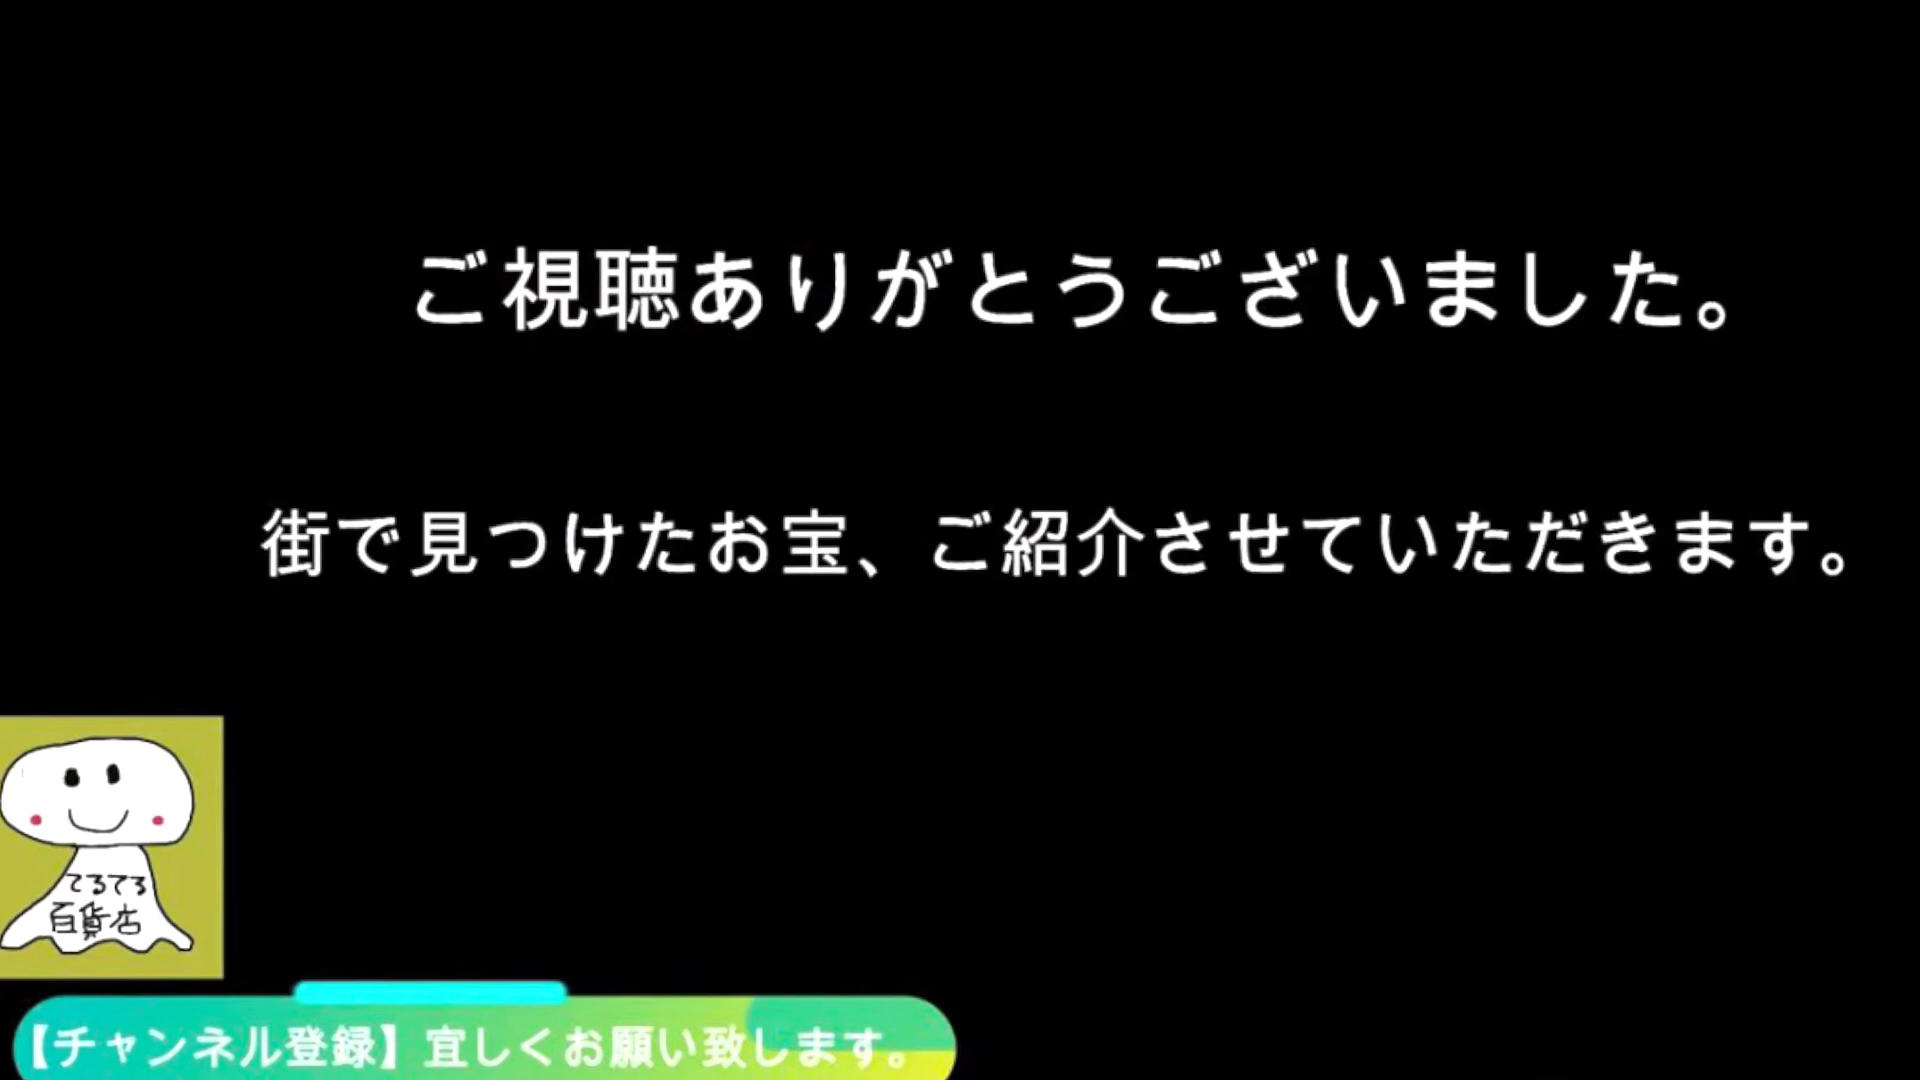 ご視聴ありがとうございました。
街で見つけたお宝、ご紹介させていただきます。
てるてる
百貨店
【チャンネル登録】宜しくお願い致します。